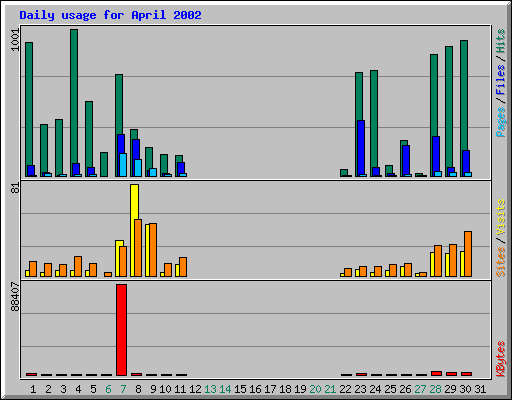 Daily usage for April 2002
1001
Pages / Files / Hits
81
Sites / Visits
88407
KBytes
1 2 3 4 5 6 7 8 9 10 11 12 13 14 15 16 17 18 19 20 21 22 23 24 25 26 27 28 29 30 31